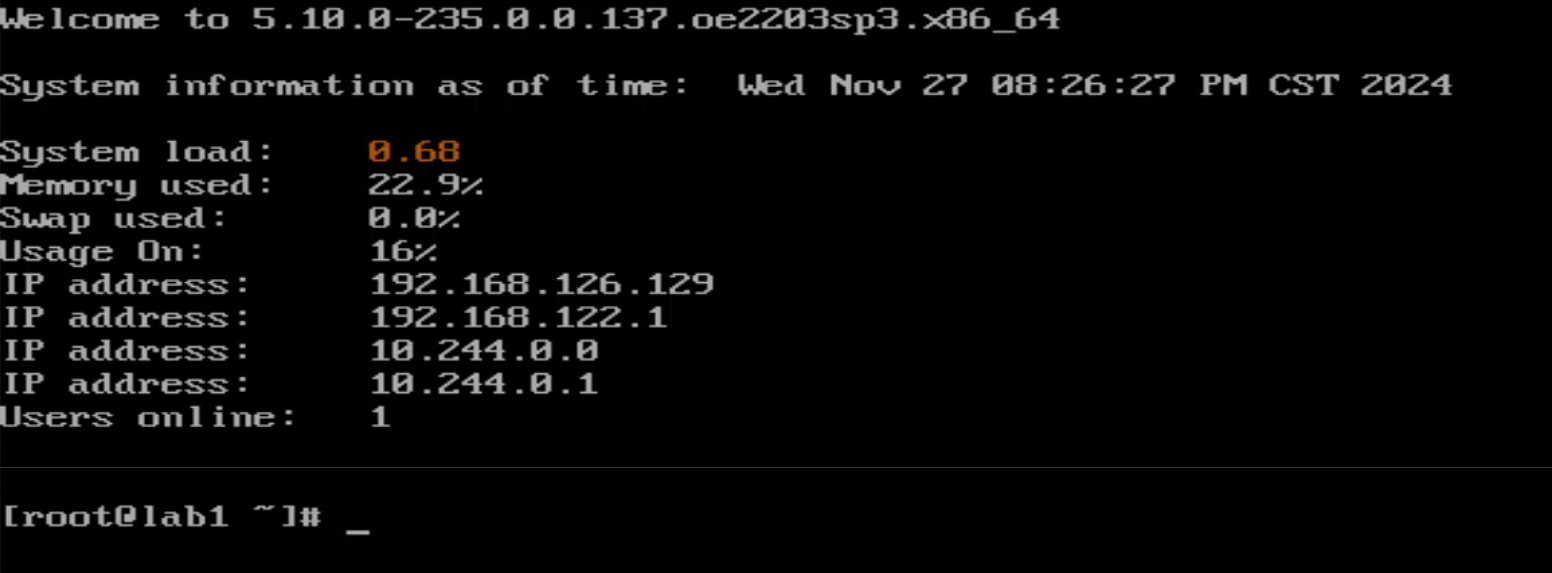 Welcome to 5.10.0-235.0.0.137.oe2203sp3.x86_64
System information as of time:  Wed Nov 27 08:26:27 PM CST 2024
System load:    0.68
Memory used:    22.9%
Swap used:      0.0%
Usage On:       16%
IP address:     192.168.126.129
IP address:     192.168.122.1
IP address:     10.244.0.0
IP address:     10.244.0.1
Users online:   1
[root@lab1 ~]# _